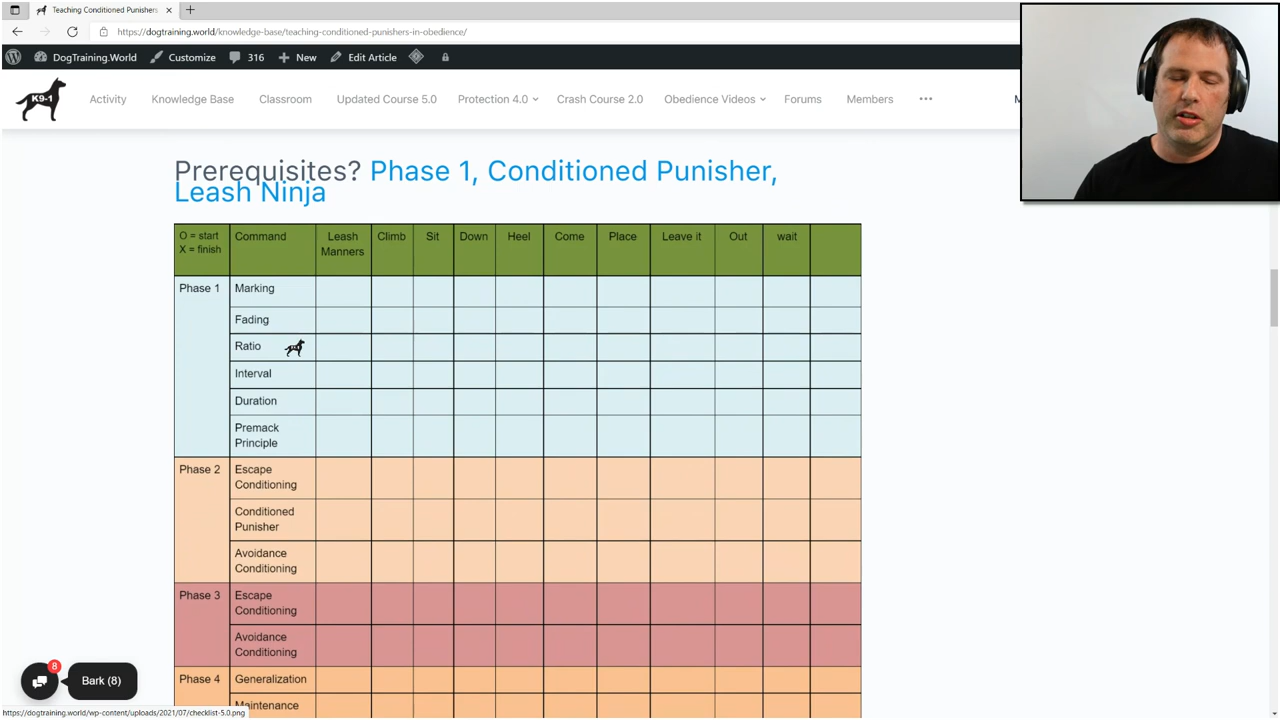 Teaching Conditioned Punishers
https://dogtraining.world/knowledge-base/teaching-conditioned-punishers-in-obedience/
DogTraining.World Customize 316 New Edit Article
K9-1 Activity Knowledge Base Classroom Updated Course 5.0 Protection 4.0 Crash Course 2.0 Obedience Videos Forums Members ... M
Prerequisites? Phase 1, Conditioned Punisher,
Leash Ninja
O = start Command Leash Climb Sit Down Heel Come Place Leave it Out wait
X = finish Manners
Phase 1 Marking
Fading
Ratio
Interval
Duration
Premack
Principle
Phase 2 Escape
Conditioning
Conditioned
Punisher
Avoidance
Conditioning
Phase 3 Escape
Conditioning
Avoidance
Conditioning
Phase 4 Generalization
Maintenance
8
Bark (8)
https://dogtraining.world/wp-content/uploads/2021/07/checklist-5.0.png